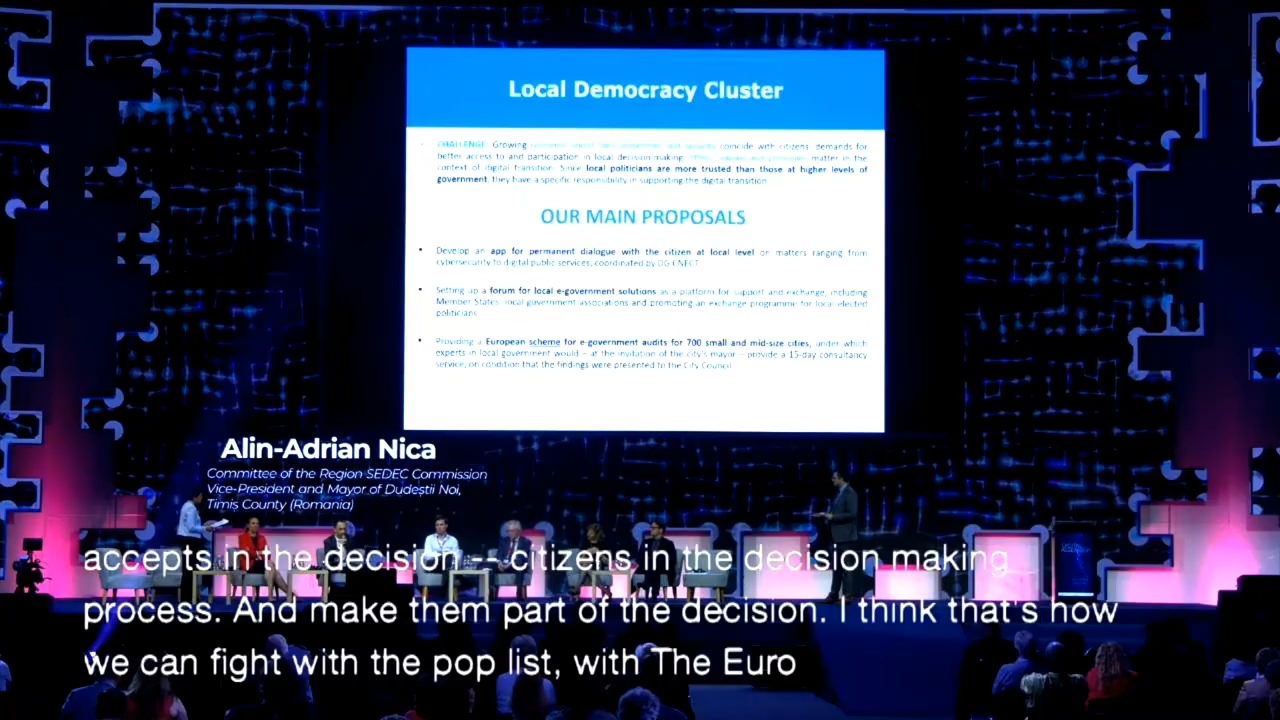 Local Democracy Cluster
CHALLENGE: Growing coincide with citizens' demands for
better access to and participation in local decision-making. matter in the
context of digital transition. Since local politicians are more trusted than those at higher levels of
government, they have a specific responsibility in supporting the digital transition.
OUR MAIN PROPOSALS
• Develop an app for permanent dialogue with the citizen at local level on matters ranging from
cybersecurity to digital public services, coordinated by DG CNECT
• Setting up a forum for local e-government solutions as a platform for support and exchange, including
Member States, local government associations and promoting an exchange programme for local elected
politicians.
• Providing a European scheme for e-government audits for 700 small and mid-size cities, under which
experts in local government would – at the invitation of the city's mayor – provide a 15-day consultancy
service, on condition that the findings were presented to the City Council.
Alin-Adrian Nica
Committee of the Region SEDEC Commission
Vice-President and Mayor of Dudeștii Noi,
Timis County (Romania)
accepts in the decision -- citizens in the decision making
process. And make them part of the decision. I think that's how
we can fight with the pop list, with The Euro